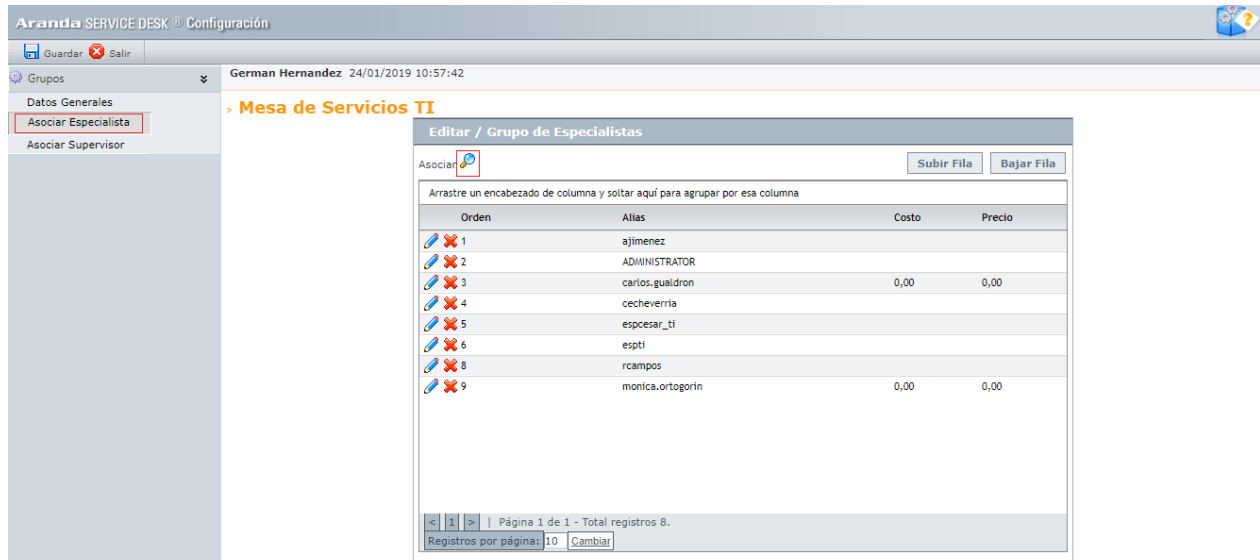 Aranda SERVICE DESK ® Configuración
Guardar Salir
Grupos
German Hernandez 24/01/2019 10:57:42
Datos Generales
» Mesa de Servicios TI
Asociar Especialista
Editar / Grupo de Especialistas
Asociar Supervisor
Asociar Subir Fila Bajar Fila
Arrastre un encabezado de columna y soltar aquí para agrupar por esa columna
Orden Alias Costo Precio
1 ajimenez
2 ADMINISTRATOR
3 carlos.gualdron 0,00 0,00
4 cecheverria
5 espcesar_ti
6 espti
8 rcampos
9 monica.ortogorin 0,00 0,00
< 1 > | Página 1 de 1 - Total registros 8.
Registros por página: 10 Cambiar